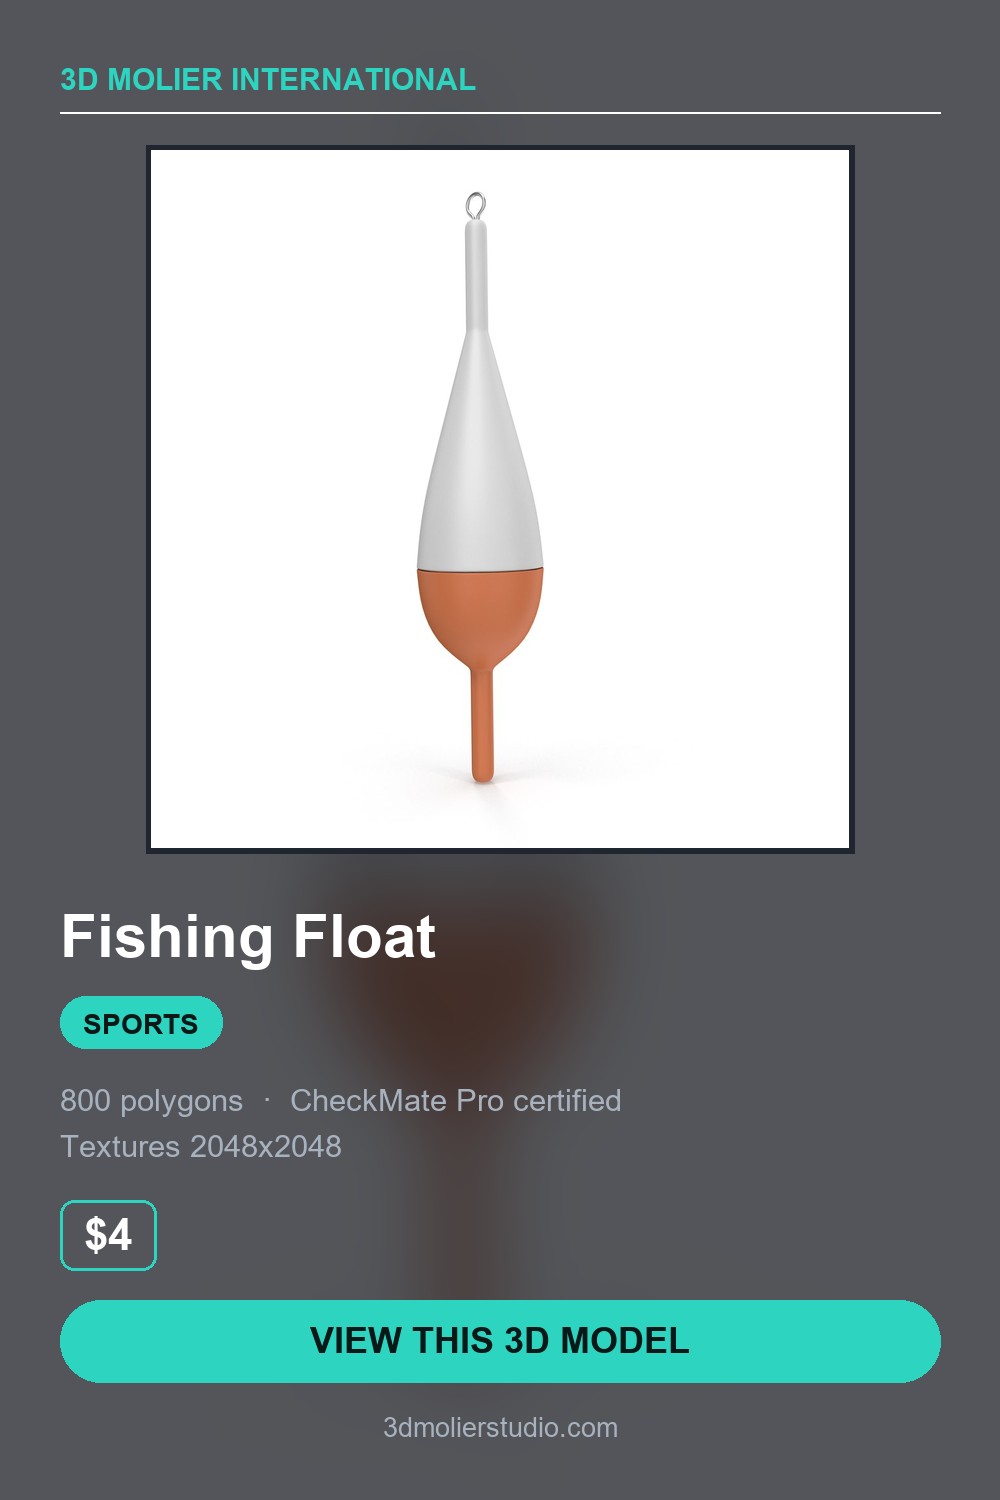 3D MOLIER INTERNATIONAL
Fishing Float
SPORTS
800 polygons · CheckMate Pro certified
Textures 2048x2048
$4
VIEW THIS 3D MODEL
3dmolierstudio.com